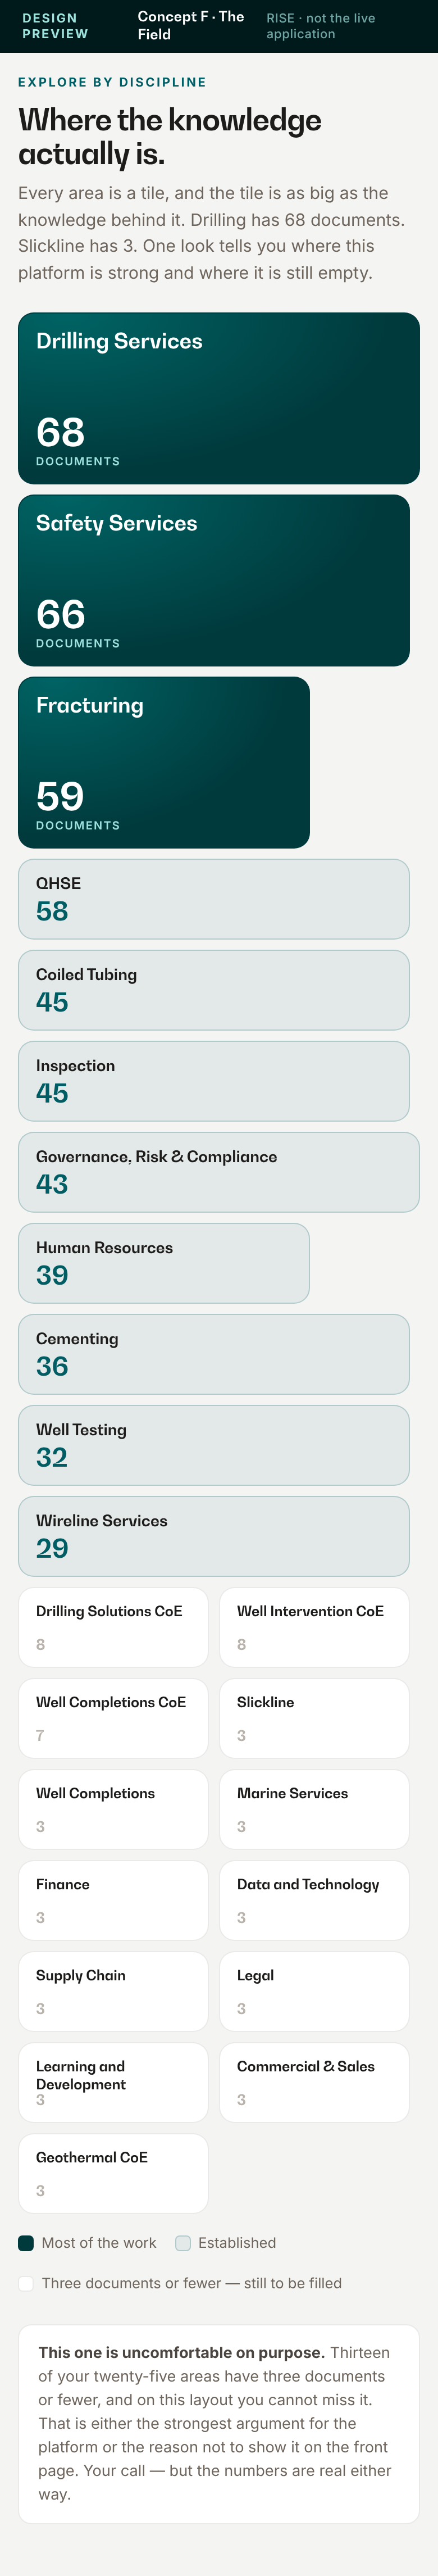 DESIGN
PREVIEW
Concept F · The
Field
RISE · not the live
application
EXPLORE BY DISCIPLINE
Where the knowledge
actually is.
Every area is a tile, and the tile is as big as the
knowledge behind it. Drilling has 68 documents.
Slickline has 3. One look tells you where this
platform is strong and where it is still empty.
Drilling Services
68
DOCUMENTS
Safety Services
66
DOCUMENTS
Fracturing
59
DOCUMENTS
QHSE
58
Coiled Tubing
45
Inspection
45
Governance, Risk & Compliance
43
Human Resources
39
Cementing
36
Well Testing
32
Wireline Services
29
Drilling Solutions CoE
8
Well Intervention CoE
8
Well Completions CoE
7
Slickline
3
Well Completions
3
Marine Services
3
Finance
3
Data and Technology
3
Supply Chain
3
Legal
3
Learning and
Development
3
Commercial & Sales
3
Geothermal CoE
3
Most of the work
Established
Three documents or fewer — still to be filled
This one is uncomfortable on purpose. Thirteen
of your twenty-five areas have three documents
or fewer, and on this layout you cannot miss it.
That is either the strongest argument for the
platform or the reason not to show it on the front
page. Your call — but the numbers are real either
way.